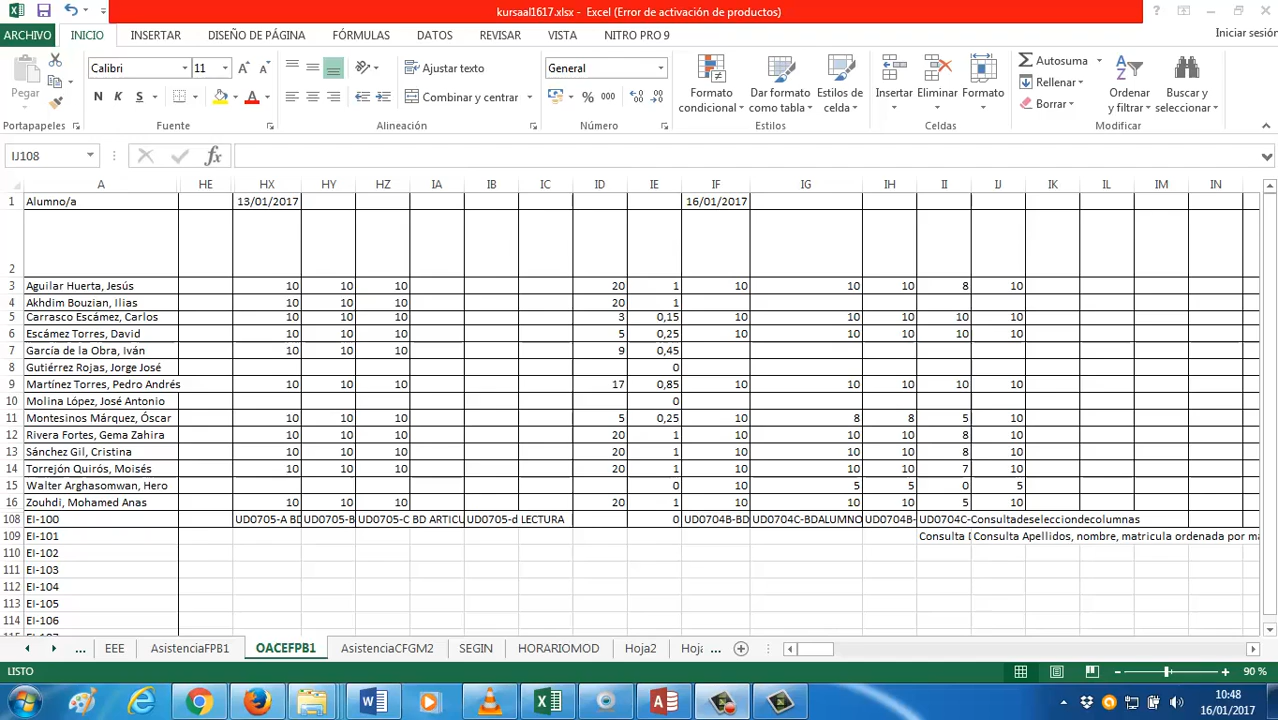 kursaal1617.xlsx - Excel (Error de activación de productos)
ARCHIVO INICIO INSERTAR DISEÑO DE PÁGINA FÓRMULAS DATOS REVISAR VISTA NITRO PRO 9 Iniciar sesión
Calibri 11 Ajustar texto General Autosuma
Pegar Formato condicional Dar formato como tabla Estilos de celda Insertar Eliminar Formato Rellenar Ordenar y filtrar Buscar y seleccionar
N K S Combinar y centrar % 000 Borrar
Portapapeles Fuente Alineación Número Estilos Celdas Modificar
IJ108 fx
A HE HX HY HZ IA IB IC ID IE IF IG IH II IJ IK IL IM IN
1 Alumno/a 13/01/2017 16/01/2017
2
3 Aguilar Huerta, Jesús 10 10 10 20 1 10 10 10 8 10
4 Akhdim Bouzian, Ilias 10 10 10 20 1
5 Carrasco Escámez, Carlos 10 10 10 3 0,15 10 10 10 10 10
6 Escámez Torres, David 10 10 10 5 0,25 10 10 10 10 10
7 García de la Obra, Iván 10 10 10 9 0,45
8 Gutiérrez Rojas, Jorge José 0
9 Martínez Torres, Pedro Andrés 10 10 10 17 0,85 10 10 10 10 10
10 Molina López, José Antonio 0
11 Montesinos Márquez, Óscar 10 10 10 5 0,25 10 8 8 5 10
12 Rivera Fortes, Gema Zahira 10 10 10 20 1 10 10 10 8 10
13 Sánchez Gil, Cristina 10 10 10 20 1 10 10 10 8 10
14 Torrejón Quirós, Moisés 10 10 10 20 1 10 10 10 7 10
15 Walter Arghasomwan, Hero 0 10 5 5 0 5
16 Zouhdi, Mohamed Anas 10 10 10 20 1 10 10 10 5 10
108 EI-100 UD0705-A BD UD0705-B UD0705-C BD ARTICU UD0705-d LECTURA 0 UD0704B-BD UD0704C-BDALUMNO UD0704B- UD0704C-Consultadeselecciondecolumnas
109 EI-101 Consulta Consulta Apellidos, nombre, matricula ordenada por ma
110 EI-102
111 EI-103
112 EI-104
113 EI-105
114 EI-106
... EEE AsistenciaFPB1 OACEFPB1 AsistenciaCFGM2 SEGIN HORARIOMOD Hoja2 Hoja ...
LISTO 90 %
10:48
16/01/2017